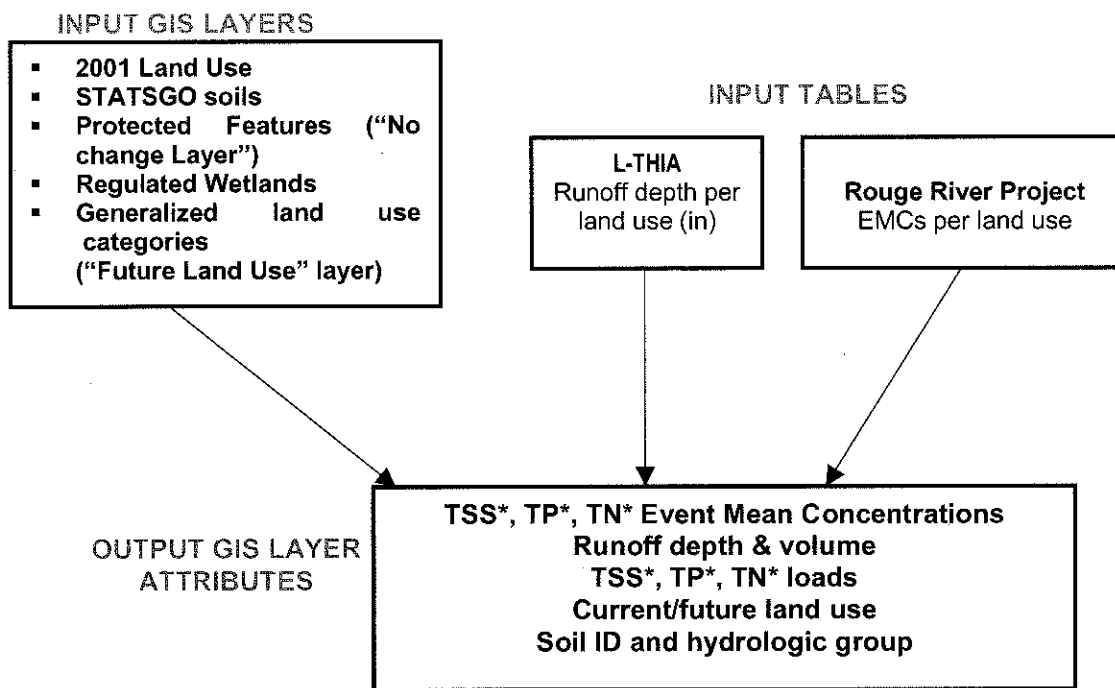 INPUT GIS LAYERS
▪ 2001 Land Use
▪ STATSGO soils
▪ Protected Features (“No
change Layer”)
▪ Regulated Wetlands
▪ Generalized land use
categories
(“Future Land Use” layer)
INPUT TABLES
L-THIA
Runoff depth per
land use (in)
Rouge River Project
EMCs per land use
OUTPUT GIS LAYER
ATTRIBUTES
TSS*, TP*, TN* Event Mean Concentrations
Runoff depth & volume
TSS*, TP*, TN* loads
Current/future land use
Soil ID and hydrologic group